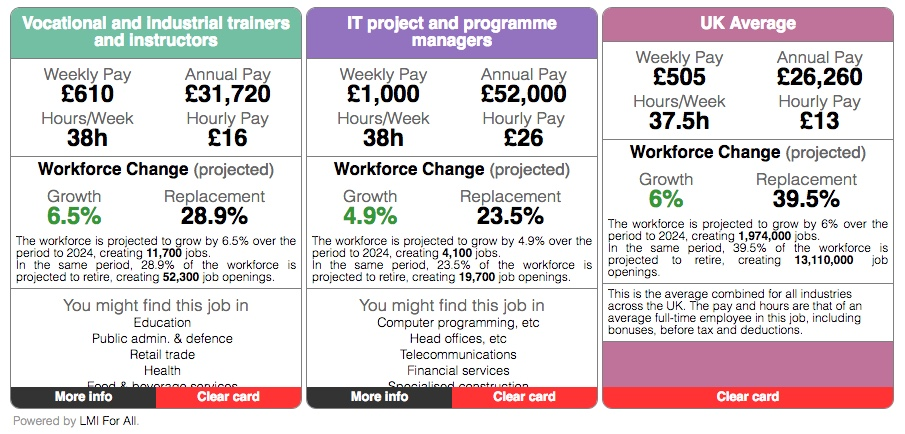 Vocational and industrial trainers
and instructors
Weekly Pay Annual Pay
£610 £31,720
Hours/Week Hourly Pay
38h £16
Workforce Change (projected)
Growth Replacement
6.5% 28.9%
The workforce is projected to grow by 6.5% over the
period to 2024, creating 11,700 jobs.
In the same period, 28.9% of the workforce is
projected to retire, creating 52,300 job openings.
You might find this job in
Education
Public admin. & defence
Retail trade
Health
Food & beverage services
More info Clear card
IT project and programme
managers
Weekly Pay Annual Pay
£1,000 £52,000
Hours/Week Hourly Pay
38h £26
Workforce Change (projected)
Growth Replacement
4.9% 23.5%
The workforce is projected to grow by 4.9% over the
period to 2024, creating 4,100 jobs.
In the same period, 23.5% of the workforce is
projected to retire, creating 19,700 job openings.
You might find this job in
Computer programming, etc
Head offices, etc
Telecommunications
Financial services
Specialised construction
More info Clear card
UK Average
Weekly Pay Annual Pay
£505 £26,260
Hours/Week Hourly Pay
37.5h £13
Workforce Change (projected)
Growth Replacement
6% 39.5%
The workforce is projected to grow by 6% over the
period to 2024, creating 1,974,000 jobs.
In the same period, 39.5% of the workforce is
projected to retire, creating 13,110,000 job
openings.
This is the average combined for all industries
across the UK. The pay and hours are that of an
average full-time employee in this job, including
bonuses, before tax and deductions.
Clear card
Powered by LMI For All.